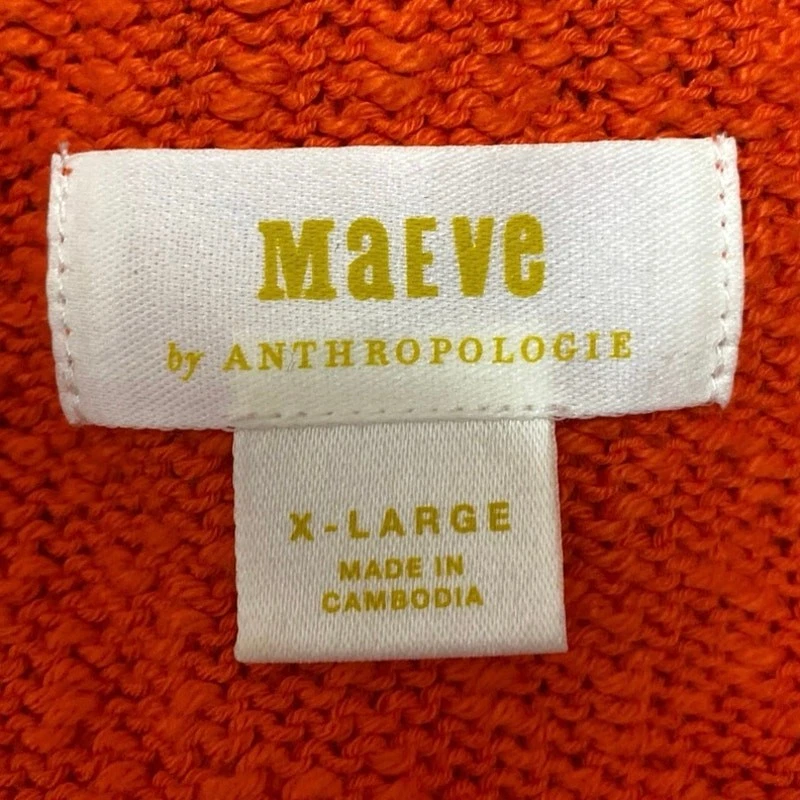 MaEVe
by ANTHROPOLOGIE
X-LARGE
MADE IN
CAMBODIA